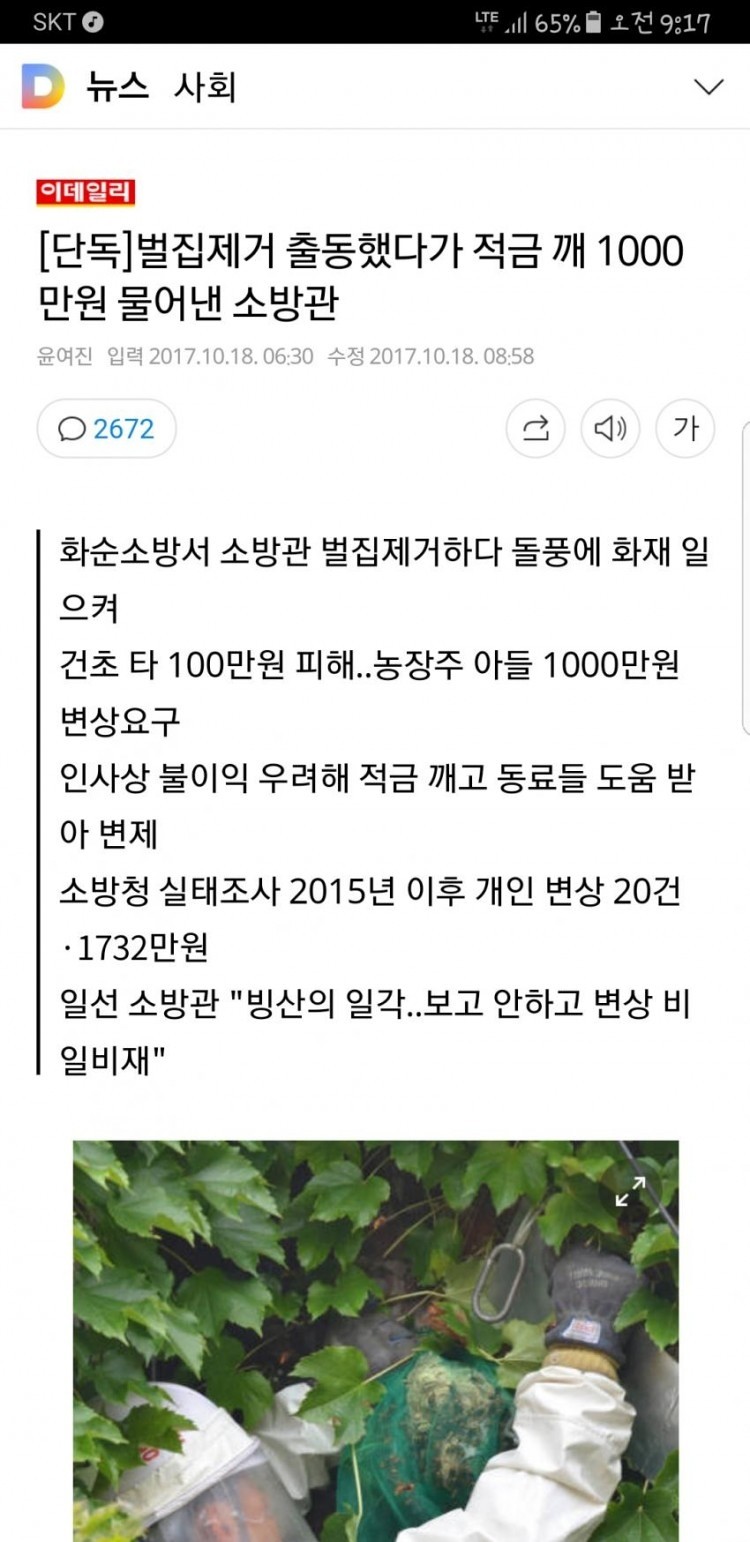 SKT LTE 65% 오전 9:17
D 뉴스 사회
이데일리
[단독]벌집제거 출동했다가 적금 깨 1000
만원 물어낸 소방관
윤여진 입력 2017.10.18. 06:30 수정 2017.10.18. 08:58
2672 가
화순소방서 소방관 벌집제거하다 돌풍에 화재 일
으켜
건초 타 100만원 피해..농장주 아들 1000만원
변상요구
인사상 불이익 우려해 적금 깨고 동료들 도움 받
아 변제
소방청 실태조사 2015년 이후 개인 변상 20건
·1732만원
일선 소방관 "빙산의 일각..보고 안하고 변상 비
일비재"